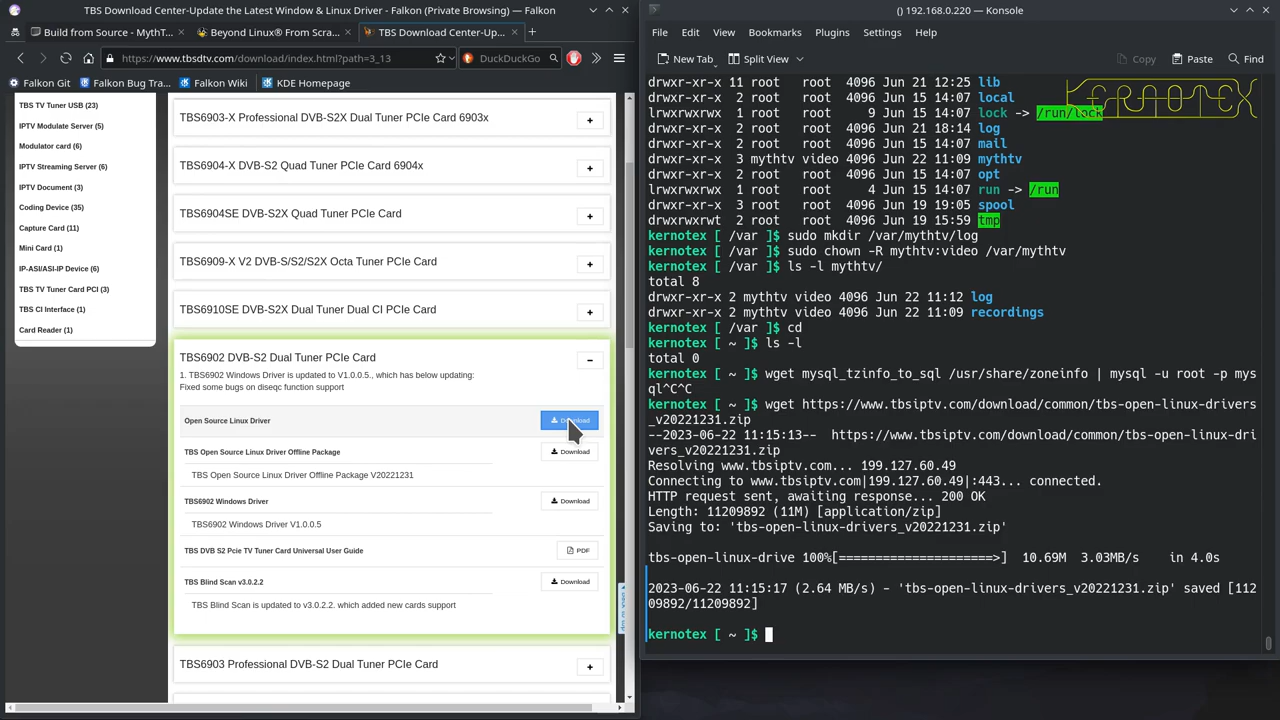 TBS Download Center-Update the Latest Window & Linux Driver - Falkon (Private Browsing) — Falkon
Build from Source - MythT...
Beyond Linux® From Scra...
TBS Download Center-Up...
https://www.tbsdtv.com/download/index.html?path=3_13
DuckDuckGo
Falkon Git
Falkon Bug Tra...
Falkon Wiki
KDE Homepage
TBS TV Tuner USB (23)
IPTV Modulate Server (5)
Modulator card (6)
IPTV Streaming Server (6)
IPTV Document (3)
Coding Device (35)
Capture Card (11)
Mini Card (1)
IP-ASI/ASI-IP Device (6)
TBS TV Tuner Card PCI (3)
TBS CI Interface (1)
Card Reader (1)
TBS6903-X Professional DVB-S2X Dual Tuner PCIe Card 6903x
TBS6904-X DVB-S2 Quad Tuner PCIe Card 6904x
TBS6904SE DVB-S2X Quad Tuner PCIe Card
TBS6909-X V2 DVB-S/S2/S2X Octa Tuner PCIe Card
TBS6910SE DVB-S2X Dual Tuner Dual CI PCIe Card
TBS6902 DVB-S2 Dual Tuner PCIe Card
1. TBS6902 Windows Driver is updated to V1.0.0.5., which has below updating:
Fixed some bugs on diseqc function support
Open Source Linux Driver Download
TBS Open Source Linux Driver Offline Package Download
TBS Open Source Linux Driver Offline Package V20221231
TBS6902 Windows Driver Download
TBS6902 Windows Driver V1.0.0.5
TBS DVB S2 Pcie TV Tuner Card Universal User Guide PDF
TBS Blind Scan v3.0.2.2 Download
TBS Blind Scan is updated to v3.0.2.2. which added new cards support
TBS6903 Professional DVB-S2 Dual Tuner PCIe Card
() 192.168.0.220 — Konsole
File Edit View Bookmarks Plugins Settings Help
New Tab Split View Copy Paste Find
KERNOTEX
drwxr-xr-x 11 root root 4096 Jun 21 12:25 lib
drwxr-xr-x 2 root root 4096 Jun 15 14:07 local
lrwxrwxrwx 1 root root 9 Jun 15 14:07 lock -> /run/lock
drwxr-xr-x 2 root root 4096 Jun 21 18:14 log
drwxr-xr-x 2 root root 4096 Jun 15 14:07 mail
drwxr-xr-x 3 mythtv video 4096 Jun 22 11:09 mythtv
drwxr-xr-x 2 root root 4096 Jun 15 14:07 opt
lrwxrwxrwx 1 root root 4 Jun 15 14:07 run -> /run
drwxr-xr-x 3 root root 4096 Jun 19 19:05 spool
drwxrwxrwt 2 root root 4096 Jun 19 15:59 tmp
kernotex [ /var ]$ sudo mkdir /var/mythtv/log
kernotex [ /var ]$ sudo chown -R mythtv:video /var/mythtv
kernotex [ /var ]$ ls -l mythtv/
total 8
drwxr-xr-x 2 mythtv video 4096 Jun 22 11:12 log
drwxr-xr-x 2 mythtv video 4096 Jun 22 11:09 recordings
kernotex [ /var ]$ cd
kernotex [ ~ ]$ ls -l
total 0
kernotex [ ~ ]$ wget mysql_tzinfo_to_sql /usr/share/zoneinfo | mysql -u root -p mys
ql^C^C
kernotex [ ~ ]$ wget https://www.tbsiptv.com/download/common/tbs-open-linux-drivers
_v20221231.zip
--2023-06-22 11:15:13-- https://www.tbsiptv.com/download/common/tbs-open-linux-dri
vers_v20221231.zip
Resolving www.tbsiptv.com... 199.127.60.49
Connecting to www.tbsiptv.com|199.127.60.49|:443... connected.
HTTP request sent, awaiting response... 200 OK
Length: 11209892 (11M) [application/zip]
Saving to: 'tbs-open-linux-drivers_v20221231.zip'
tbs-open-linux-drive 100%[=====================>] 10.69M 3.03MB/s in 4.0s
2023-06-22 11:15:17 (2.64 MB/s) - 'tbs-open-linux-drivers_v20221231.zip' saved [112
09892/11209892]
kernotex [ ~ ]$